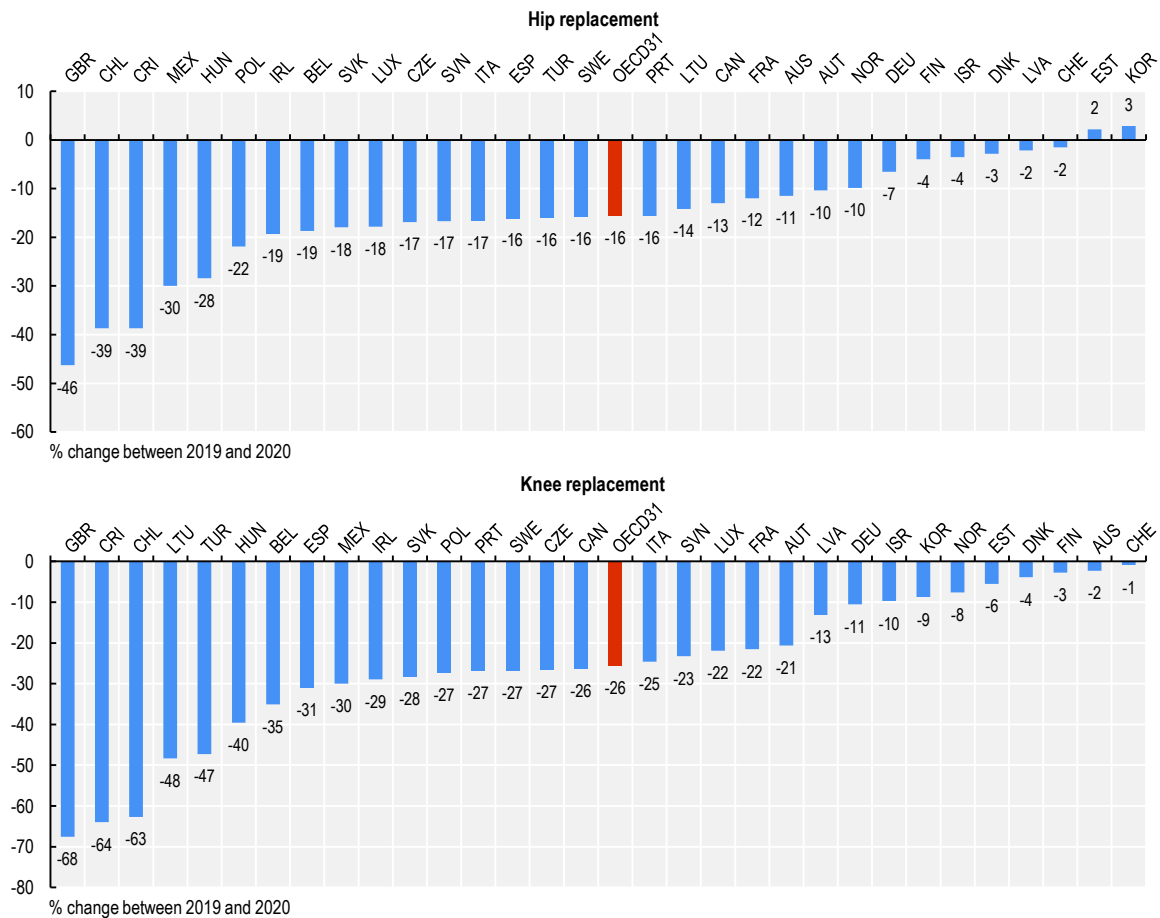 Hip replacement
GBR CHL CRI MEX HUN POL IRL BEL SVK LUX CZE SVN ITA ESP TUR SWE OECD31 PRT LTU CAN FRA AUS AUT NOR DEU FIN ISR DNK LVA CHE EST KOR
10
0
-10
-20
-30
-40
-50
-60
-46 -39 -39 -30 -28 -22 -19 -19 -18 -18 -17 -17 -17 -16 -16 -16 -16 -16 -14 -13 -12 -11 -10 -10 -7 -4 -4 -3 -2 -2 2 3
% change between 2019 and 2020
Knee replacement
GBR CRI CHL LTU TUR HUN BEL ESP MEX IRL SVK POL PRT SWE CZE CAN OECD31 ITA SVN LUX FRA AUT LVA DEU ISR KOR NOR EST DNK FIN AUS CHE
0
-10
-20
-30
-40
-50
-60
-70
-80
-68 -64 -63 -48 -47 -40 -35 -31 -30 -29 -28 -27 -27 -27 -27 -26 -26 -25 -23 -22 -22 -21 -13 -11 -10 -9 -8 -6 -4 -3 -2 -1
% change between 2019 and 2020